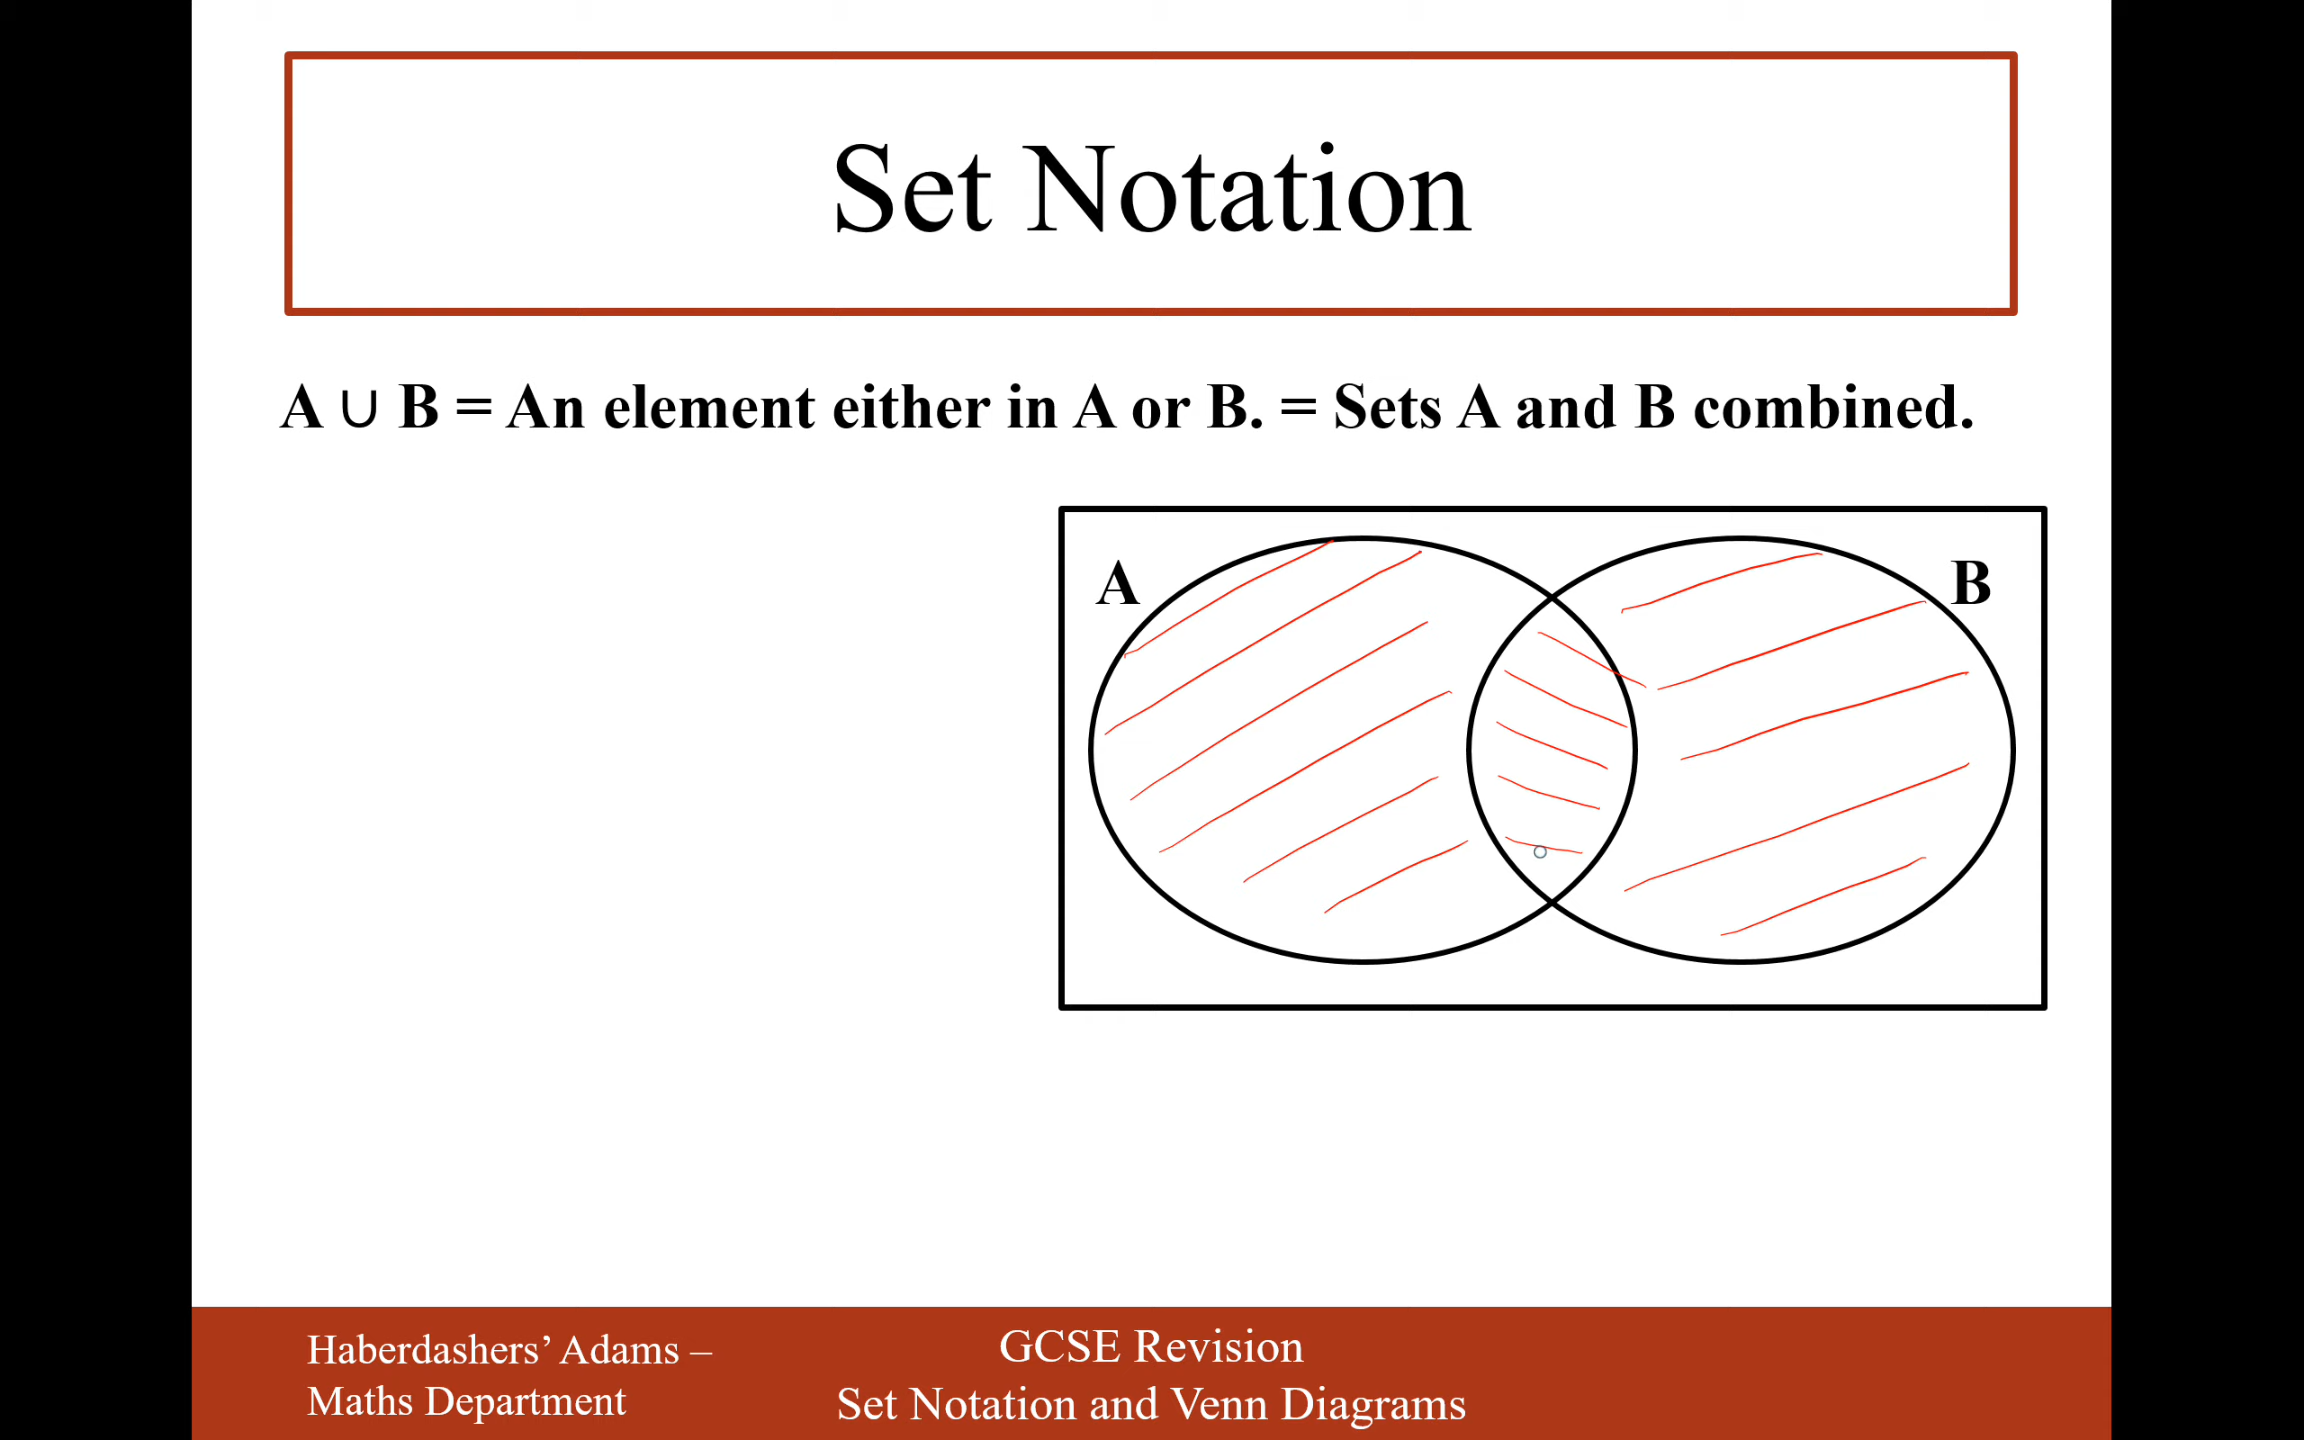 Set Notation
A ∪ B = An element either in A or B. = Sets A and B combined.
A
B
Haberdashers’ Adams –
Maths Department
GCSE Revision
Set Notation and Venn Diagrams